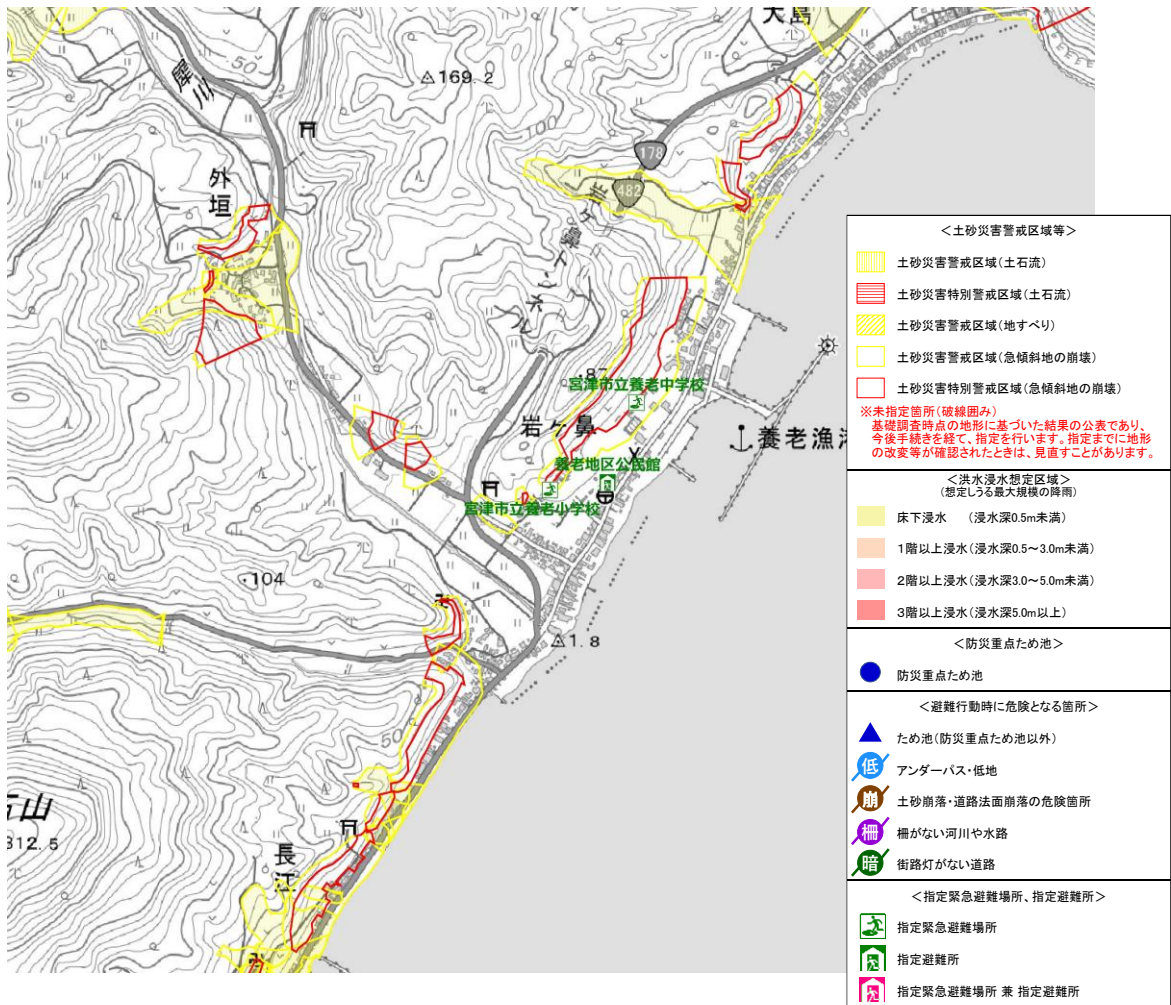 大島
50
犀川
169.2
100
178
482
外垣
岩ケ鼻トンネル
87
宮津市立養老中学校
岩ケ鼻
養老漁港
養老地区公民館
宮津市立養老小学校
104
1.8
50
312.5
長江
＜土砂災害警戒区域等＞
土砂災害警戒区域(土石流)
土砂災害特別警戒区域(土石流)
土砂災害警戒区域(地すべり)
土砂災害警戒区域(急傾斜地の崩壊)
土砂災害特別警戒区域(急傾斜地の崩壊)
※未指定箇所(破線囲み)
基礎調査時点の地形に基づいた結果の公表であり、
今後手続きを経て、指定を行います。指定までに地形
の改変等が確認されたときは、見直すことがあります。
＜洪水浸水想定区域＞
(想定しうる最大規模の降雨)
床下浸水　(浸水深0.5m未満)
1階以上浸水(浸水深0.5～3.0m未満)
2階以上浸水(浸水深3.0～5.0m未満)
3階以上浸水(浸水深5.0m以上)
＜防災重点ため池＞
防災重点ため池
＜避難行動時に危険となる箇所＞
ため池(防災重点ため池以外)
低 アンダーパス・低地
崩 土砂崩落・道路法面崩落の危険箇所
柵 柵がない河川や水路
暗 街路灯がない道路
＜指定緊急避難場所、指定避難所＞
指定緊急避難場所
指定避難所
指定緊急避難場所 兼 指定避難所